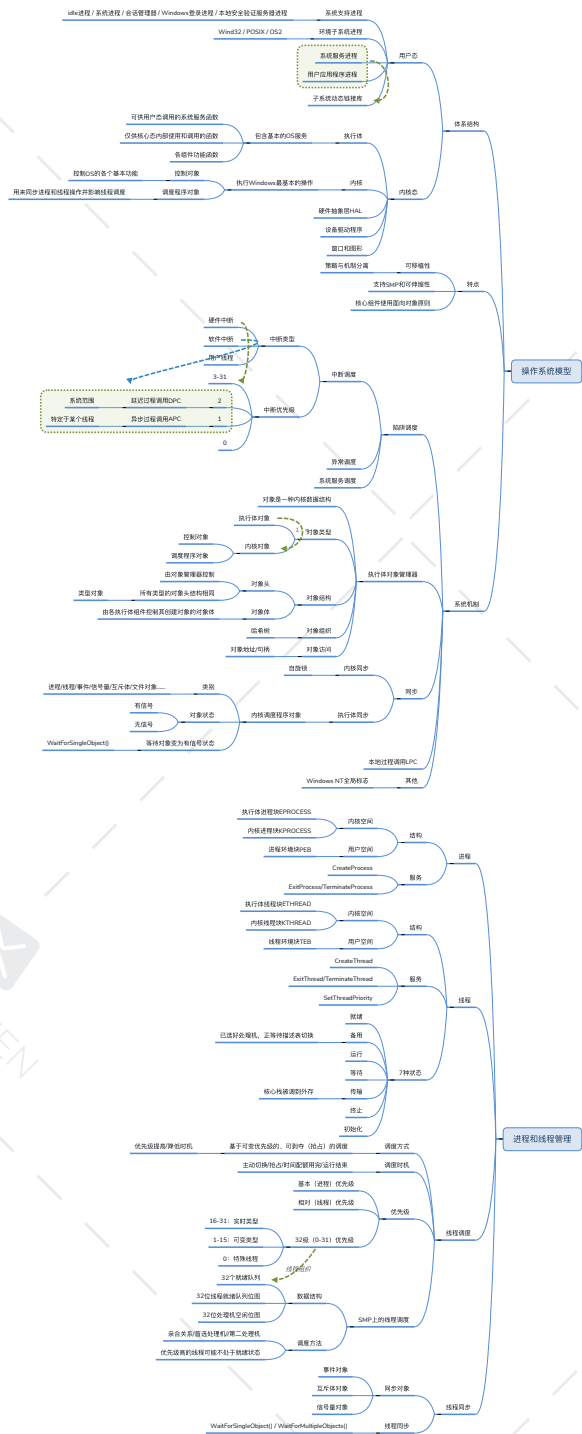 操作系统模型
体系结构
用户态
系统支持进程
idle进程 / 系统进程 / 会话管理器 / Windows登录进程 / 本地安全验证服务器进程
环境子系统进程
Wind32 / POSIX / OS2
系统服务进程
用户应用程序进程
子系统动态链接库
内核态
执行体
包含基本的OS服务
可供用户态调用的系统服务函数
仅供核心态内部使用和调用的函数
各组件功能函数
内核
执行Windows最基本的操作
控制对象
控制OS的各个基本功能
调度程序对象
用来同步进程和线程操作并影响线程调度
硬件抽象层HAL
设备驱动程序
窗口和图形
特点
可移植性
策略与机制分离
支持SMP和可伸缩性
核心组件使用面向对象原则
系统机制
陷阱调度
中断调度
中断类型
硬件中断
软件中断
用户线程
中断优先级
3-31
2
延迟过程调用DPC
系统范围
1
异步过程调用APC
特定于某个线程
0
异常调度
系统服务调度
执行体对象管理器
对象是一种内核数据结构
对象类型
执行体对象
1
内核对象
控制对象
调度程序对象
对象结构
对象头
由对象管理器控制
所有类型的对象头结构相同
类型对象
对象体
由各执行体组件控制其创建对象的对象体
对象组织
哈希树
对象访问
对象地址/句柄
同步
内核同步
自旋锁
执行体同步
内核调度程序对象
类别
进程/线程/事件/信号量/互斥体/文件对象……
对象状态
有信号
无信号
等待对象变为有信号状态
WaitForSingleObject()
本地过程调用LPC
其他
Windows NT全局标志
进程和线程管理
进程
结构
内核空间
执行体进程块EPROCESS
内核进程块KPROCESS
用户空间
进程环境块PEB
服务
CreateProcess
ExitProcess/TerminateProcess
线程
结构
内核空间
执行体线程块ETHREAD
内核线程块KTHREAD
用户空间
线程环境块TEB
服务
CreateThread
ExitThread/TerminateThread
SetThreadPriority
7种状态
就绪
备用
已选好处理机，正等待描述表切换
运行
等待
传输
核心栈被调到外存
终止
初始化
线程调度
调度方式
基于可变优先级的、可剥夺（抢占）的调度
优先级提高/降低时机
调度时机
主动切换/抢占/时间配额用完/运行结束
优先级
基本（进程）优先级
相对（线程）优先级
32级（0-31）优先级
16-31：实时类型
1-15：可变类型
0：特殊线程
线程组织
SMP上的线程调度
数据结构
32个就绪队列
32位线程就绪队列位图
32位处理机空闲位图
调度方法
亲合关系/首选处理机/第二处理机
优先级高的线程可能不处于就绪状态
线程同步
同步对象
事件对象
互斥体对象
信号量对象
线程同步
WaitForSingleObject() / WaitForMultipleObjects()